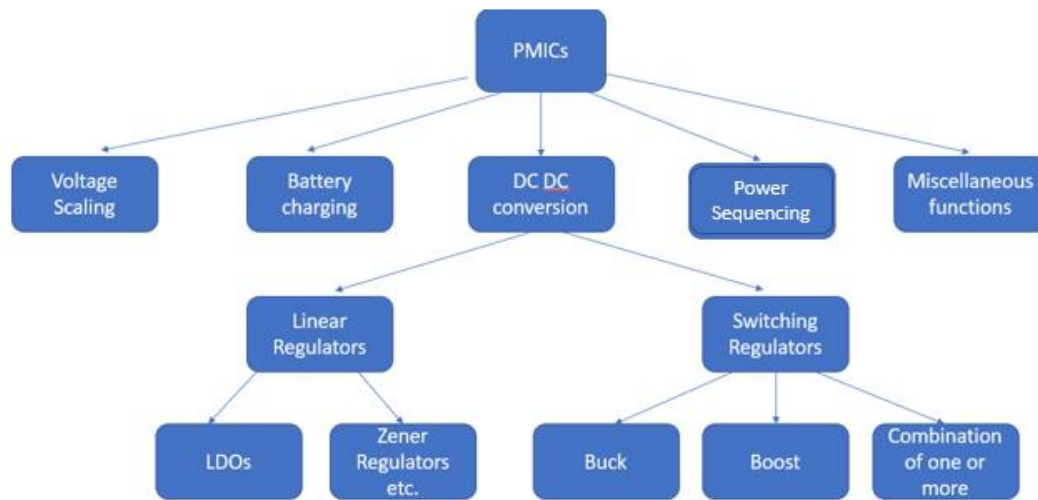 PMICs
Voltage
Scaling
Battery
charging
DC DC
conversion
Power
Sequencing
Miscellaneous
functions
Linear
Regulators
Switching
Regulators
LDOs
Zener
Regulators
etc.
Buck
Boost
Combination
of one or
more